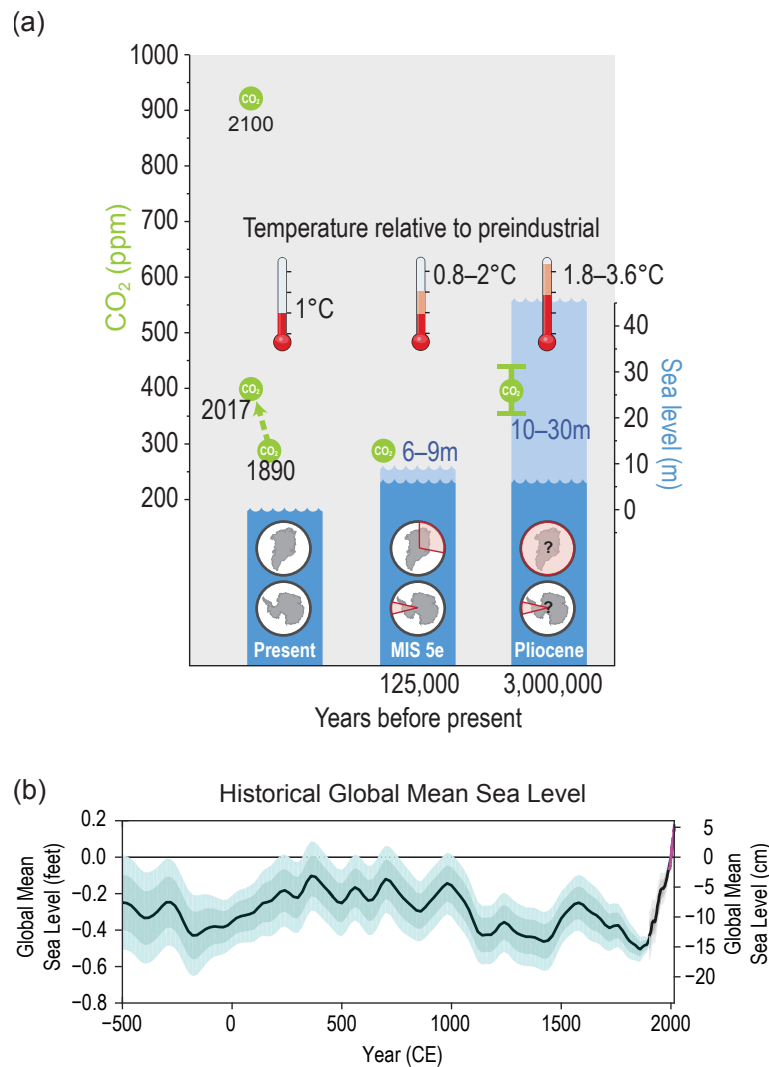 (a)
1000
900
800
700
600
500
400
300
200
CO₂ (ppm)
CO₂
2100
Temperature relative to preindustrial
1°C
0.8–2°C
1.8–3.6°C
40
30
20
10
0
Sea level (m)
CO₂
2017
CO₂
1890
CO₂
6–9m
CO₂
10–30m
?
?
Present
MIS 5e
Pliocene
125,000
3,000,000
Years before present
(b)
Historical Global Mean Sea Level
0.2
0.0
−0.2
−0.4
−0.6
−0.8
Global Mean
Sea Level (feet)
5
0
−5
−10
−15
−20
Global Mean
Sea Level (cm)
−500
0
500
1000
1500
2000
Year (CE)